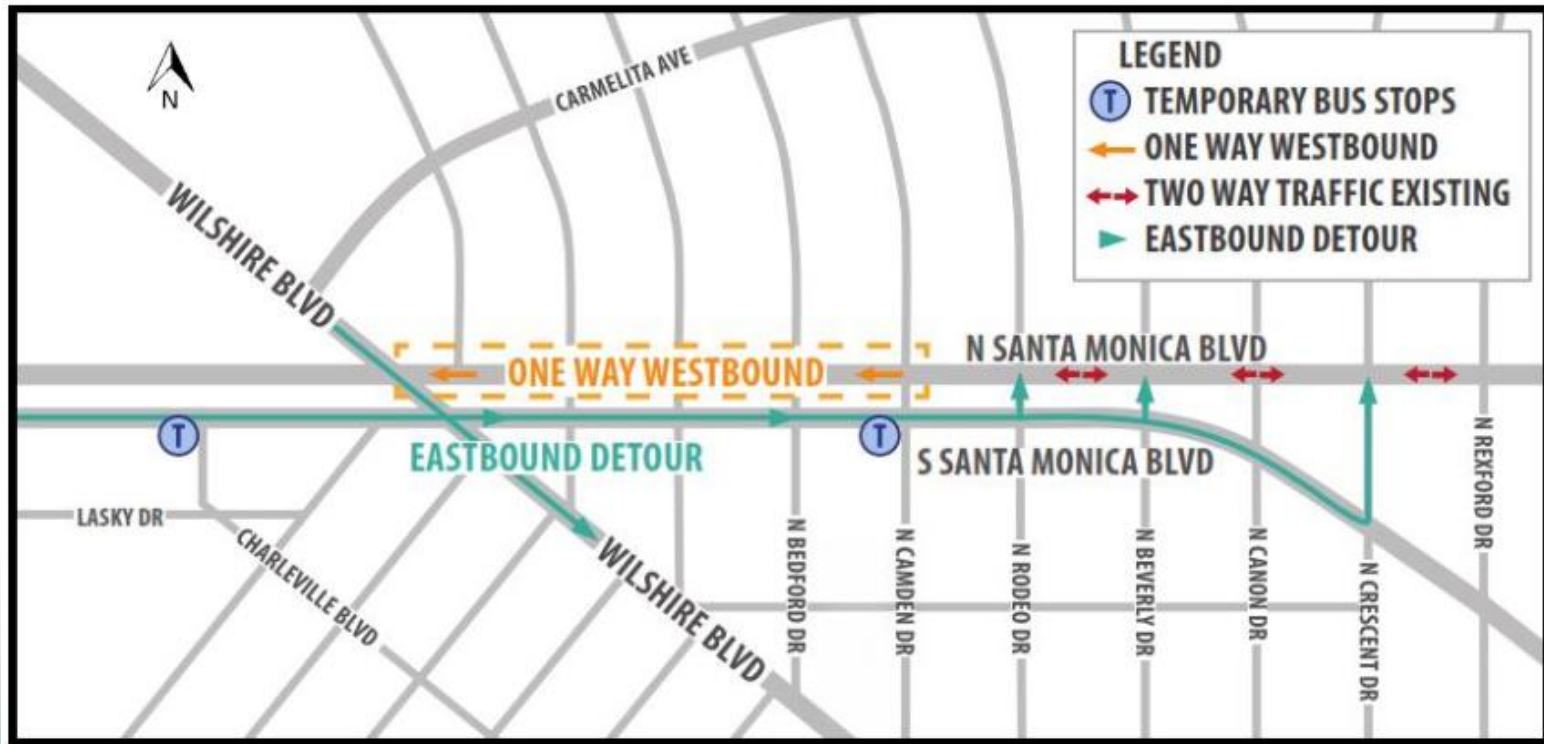 LEGEND
T TEMPORARY BUS STOPS
ONE WAY WESTBOUND
TWO WAY TRAFFIC EXISTING
EASTBOUND DETOUR
N
CARMELITA AVE
WILSHIRE BLVD
ONE WAY WESTBOUND
N SANTA MONICA BLVD
T
EASTBOUND DETOUR
T
S SANTA MONICA BLVD
LASKY DR
CHARLEVILLE BLVD
WILSHIRE BLVD
N BEDFORD DR
N CAMDEN DR
N RODEO DR
N BEVERLY DR
N CANON DR
N CRESCENT DR
N REXFORD DR